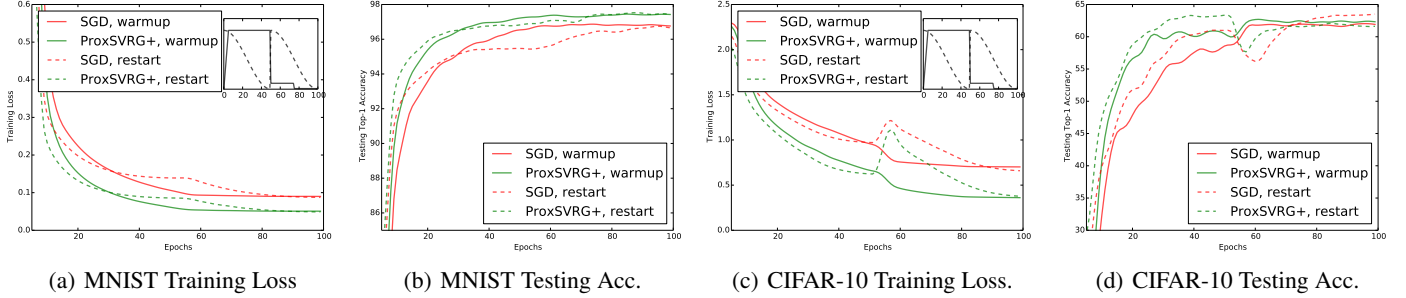 0.6
0.5
0.4
0.3
0.2
0.1
0.0
Training Loss
SGD, warmup
ProxSVRG+, warmup
SGD, restart
ProxSVRG+, restart
0 20 40 60 80 100
20 40 60 80 100
Epochs
(a) MNIST Training Loss
98
96
94
92
90
88
86
Testing Top-1 Accuracy
SGD, warmup
ProxSVRG+, warmup
SGD, restart
ProxSVRG+, restart
20 40 60 80 100
Epochs
(b) MNIST Testing Acc.
2.5
2.0
1.5
1.0
0.5
0.0
Training Loss
SGD, warmup
ProxSVRG+, warmup
SGD, restart
ProxSVRG+, restart
0 20 40 60 80 100
20 40 60 80 100
Epochs
(c) CIFAR-10 Training Loss.
65
60
55
50
45
40
35
30
Testing Top-1 Accuracy
SGD, warmup
ProxSVRG+, warmup
SGD, restart
ProxSVRG+, restart
20 40 60 80 100
Epochs
(d) CIFAR-10 Testing Acc.